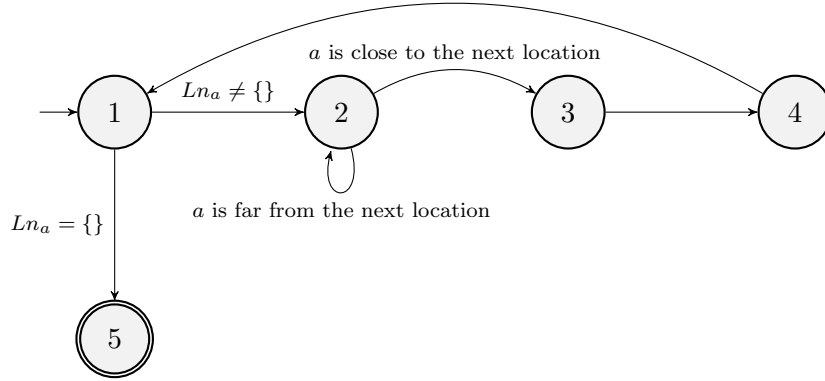 a is close to the next location
Ln_a ≠ {}
1
2
3
4
a is far from the next location
Ln_a = {}
5